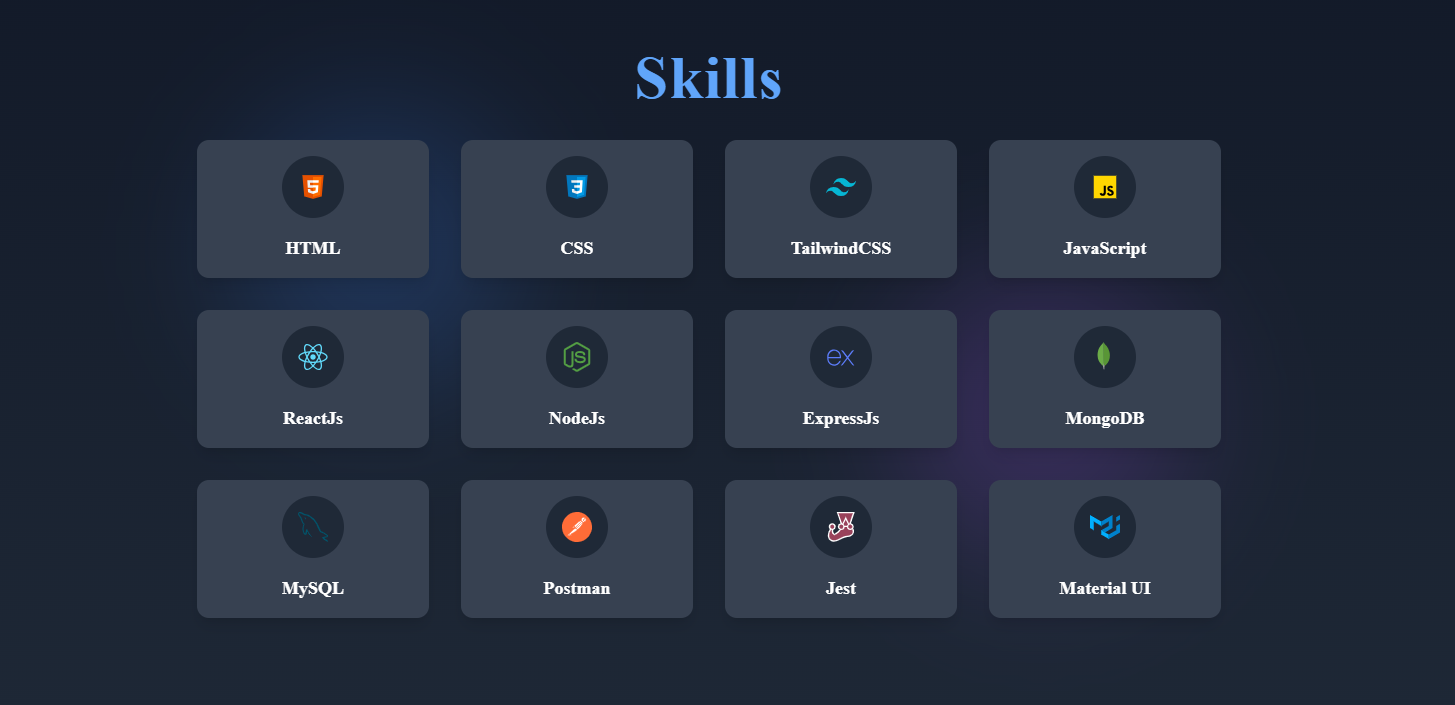 Skills
5
3
JS
HTML
CSS
TailwindCSS
JavaScript
JS
ex
ReactJs
NodeJs
ExpressJs
MongoDB
MySQL
Postman
Jest
Material UI